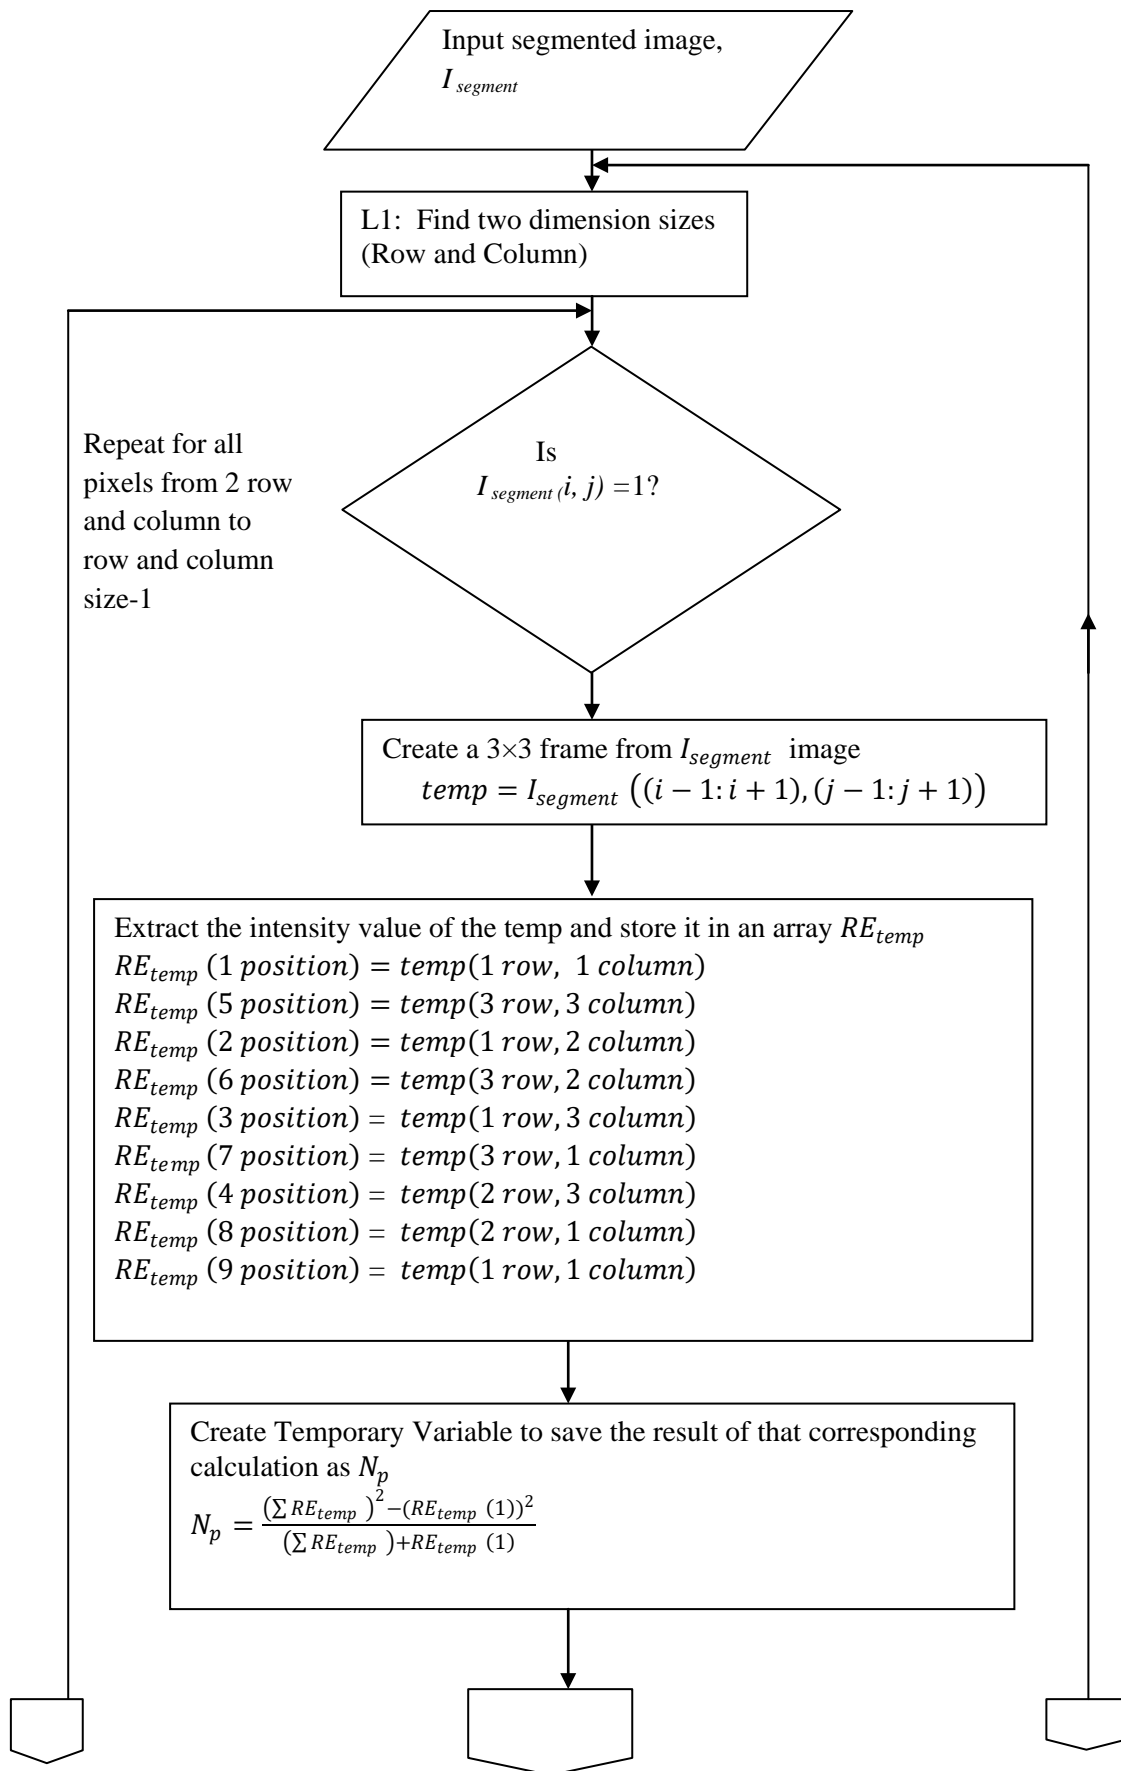 Input segmented image,
I segment
L1:  Find two dimension sizes
(Row and Column)
Repeat for all
pixels from 2 row
and column to
row and column
size-1
Is
I segment (i, j) =1?
Create a 3×3 frame from I_segment image
temp = I_segment ((i − 1: i + 1), (j − 1: j + 1))
Extract the intensity value of the temp and store it in an array RE_temp
RE_temp (1 position) = temp(1 row, 1 column)
RE_temp (5 position) = temp(3 row, 3 column)
RE_temp (2 position) = temp(1 row, 2 column)
RE_temp (6 position) = temp(3 row, 2 column)
RE_temp (3 position) = temp(1 row, 3 column)
RE_temp (7 position) = temp(3 row, 1 column)
RE_temp (4 position) = temp(2 row, 3 column)
RE_temp (8 position) = temp(2 row, 1 column)
RE_temp (9 position) = temp(1 row, 1 column)
Create Temporary Variable to save the result of that corresponding
calculation as N_p
N_p = ((∑ RE_temp )^2 −(RE_temp (1))^2) / ((∑ RE_temp )+RE_temp (1))